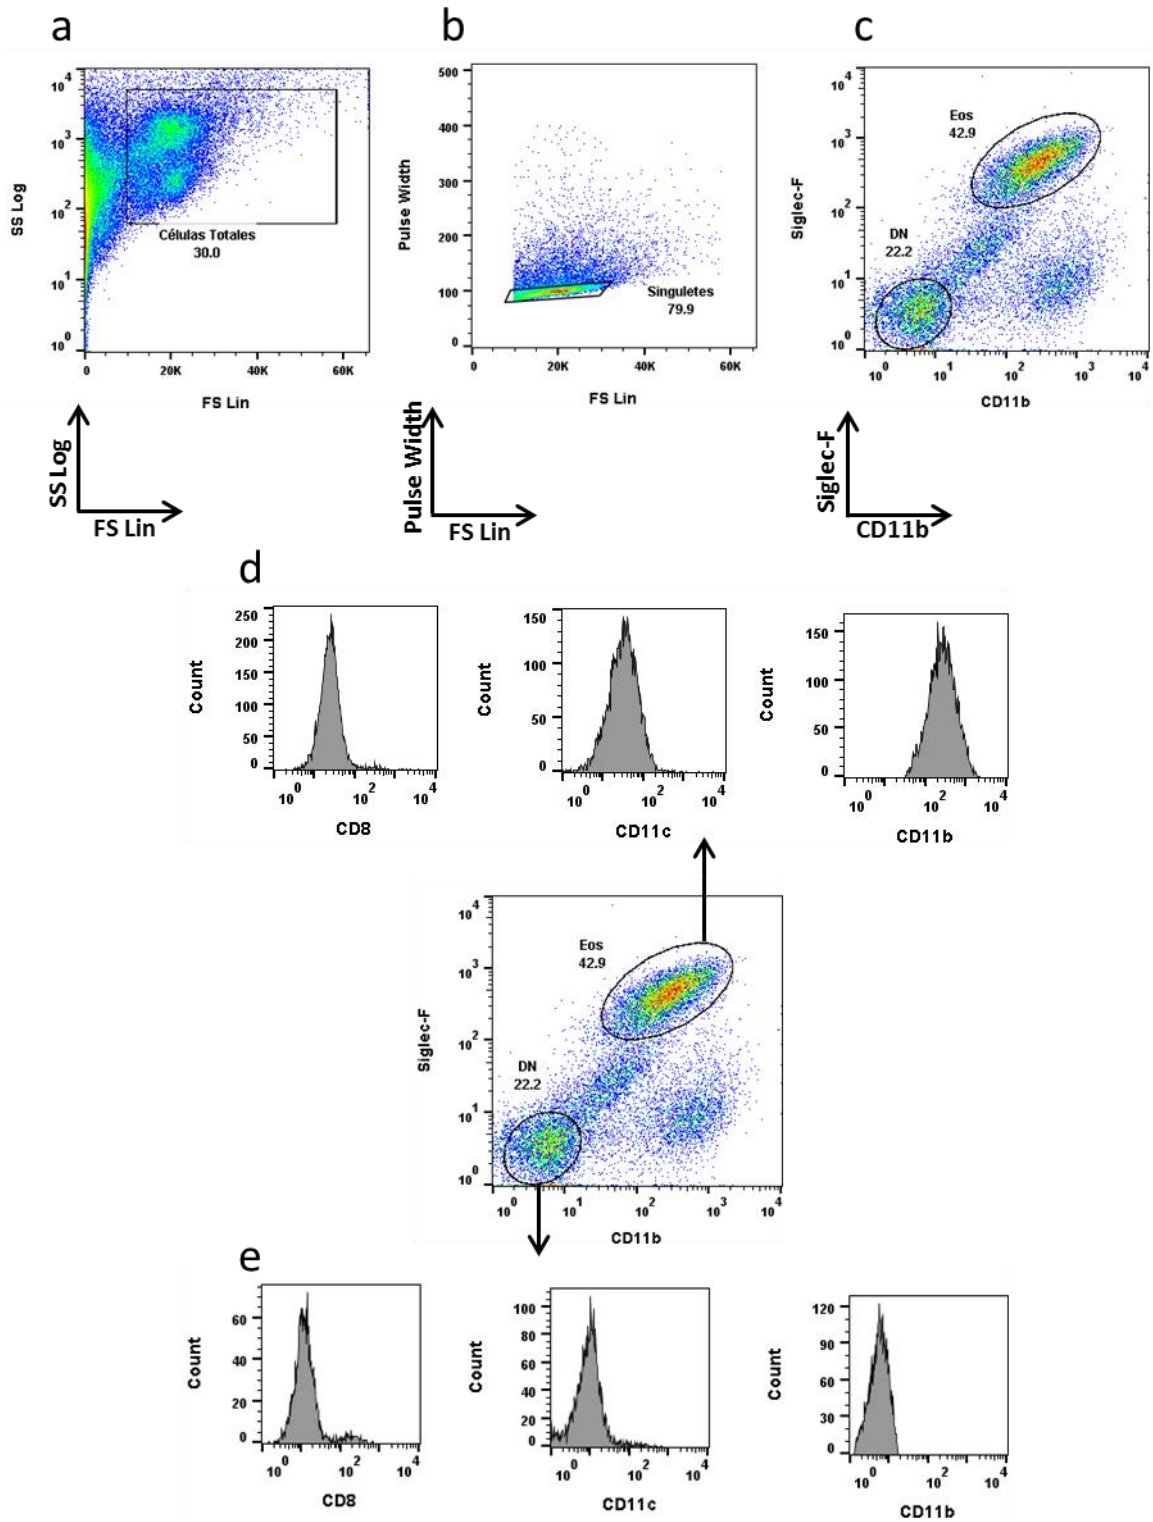 a
b
c
10^4
10^3
10^2
10^1
10^0
SS Log
Células Totales
30.0
0
20K
40K
60K
FS Lin
500
400
300
200
100
0
Pulse Width
Singuletes
79.9
0
20K
40K
60K
FS Lin
10^4
10^3
10^2
10^1
10^0
Siglec-F
Eos
42.9
DN
22.2
10^0
10^1
10^2
10^3
10^4
CD11b
SS Log
FS Lin
Pulse Width
FS Lin
Siglec-F
CD11b
d
250
200
150
100
50
0
Count
10^0
10^2
10^4
CD8
150
100
50
0
Count
10^0
10^2
10^4
CD11c
150
100
50
0
Count
10^0
10^2
10^4
CD11b
10^4
10^3
10^2
10^1
10^0
Siglec-F
Eos
42.9
DN
22.2
10^0
10^1
10^2
10^3
10^4
CD11b
e
60
40
20
0
Count
10^0
10^2
10^4
CD8
100
80
60
40
20
0
Count
10^0
10^2
10^4
CD11c
120
90
60
30
0
Count
10^0
10^2
10^4
CD11b